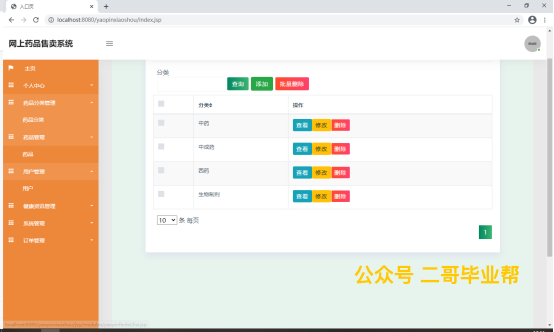 入口页
localhost:8080/yaopinxiaoshou/index.jsp
网上药品售卖系统
主页
个人中心
药品分类管理
药品分类
药品管理
药品
用户管理
用户
健康资讯管理
系统管理
订单管理
分类
查询 添加 批量删除
分类 操作
中药 查看 修改 删除
中成药 查看 修改 删除
西药 查看 修改 删除
生物制剂 查看 修改 删除
10 条 每页
1
公众号 二哥毕业帮